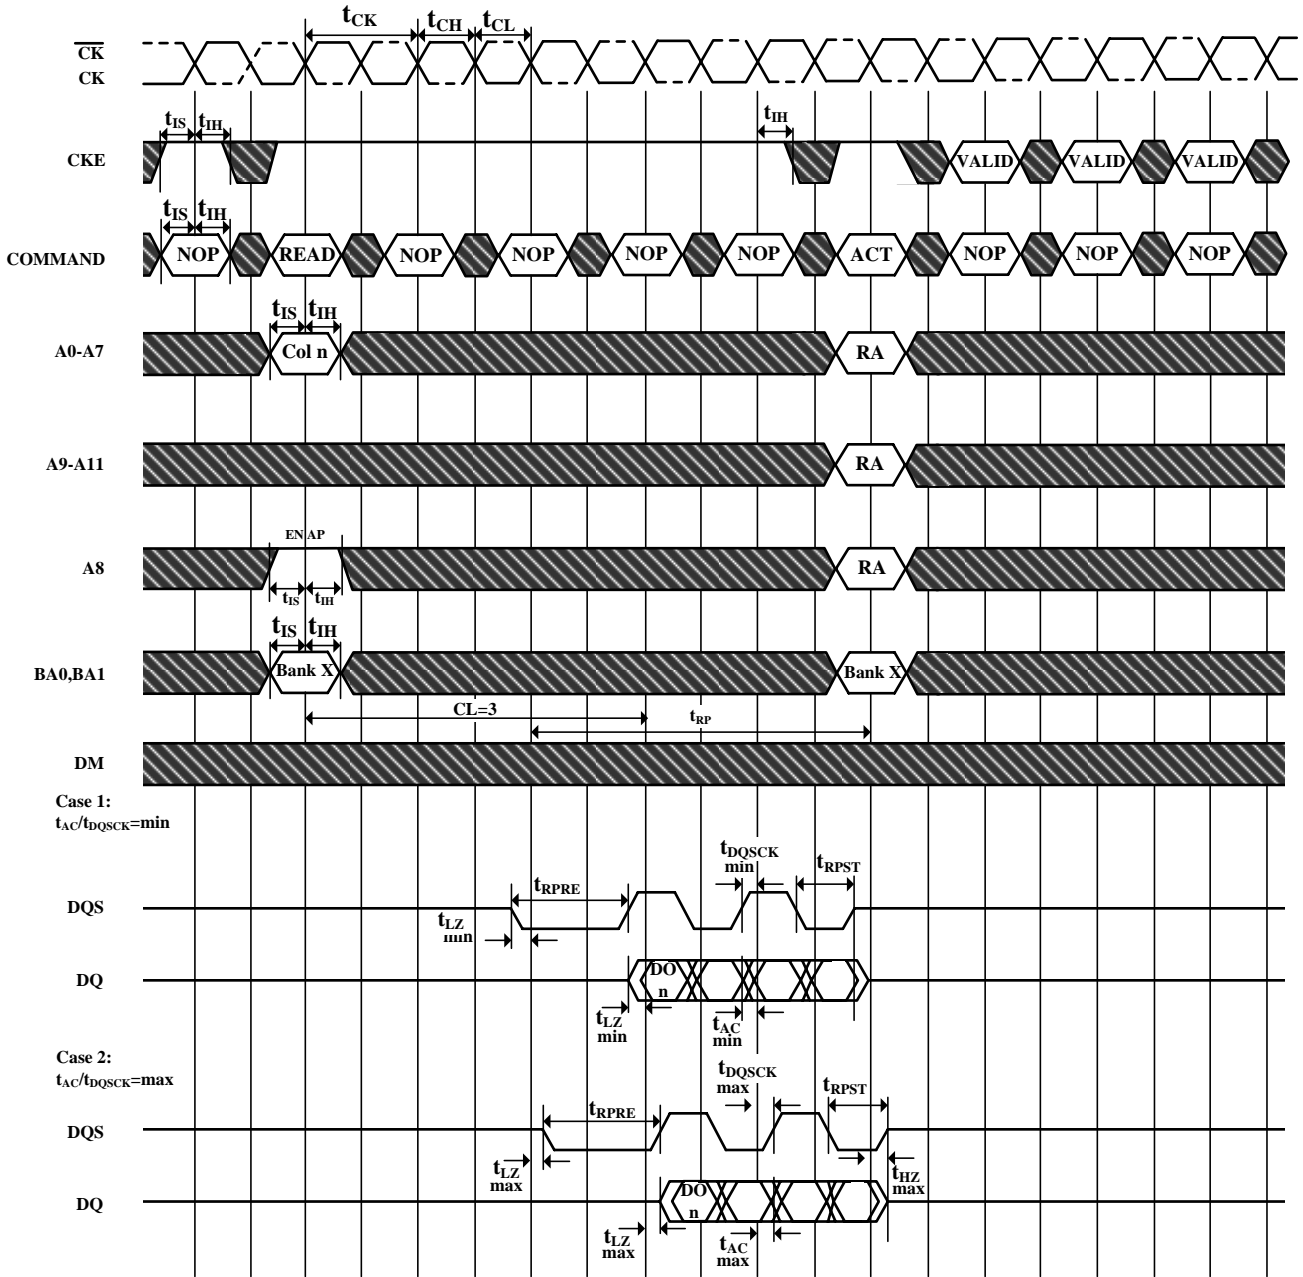 tCK tCH tCL
CK
CK
tIS tIH tIH
CKE VALID VALID VALID
tIS tIH
COMMAND NOP READ NOP NOP NOP NOP ACT NOP NOP NOP
tIS tIH
A0-A7 Col n RA
A9-A11 RA
EN AP
A8 RA
tIS tIH
tIS tIH
BA0,BA1 Bank X Bank X
CL=3 tRP
DM
Case 1:
tAC/tDQSCK=min
tDQSCK
min
tRPRE tRPST
DQS
tLZ
min
DQ DO
n
tLZ
min
tAC
min
Case 2:
tAC/tDQSCK=max
tDQSCK
max
tRPRE tRPST
DQS
tLZ
max
tHZ
max
DQ DO
n
tLZ
max
tAC
max